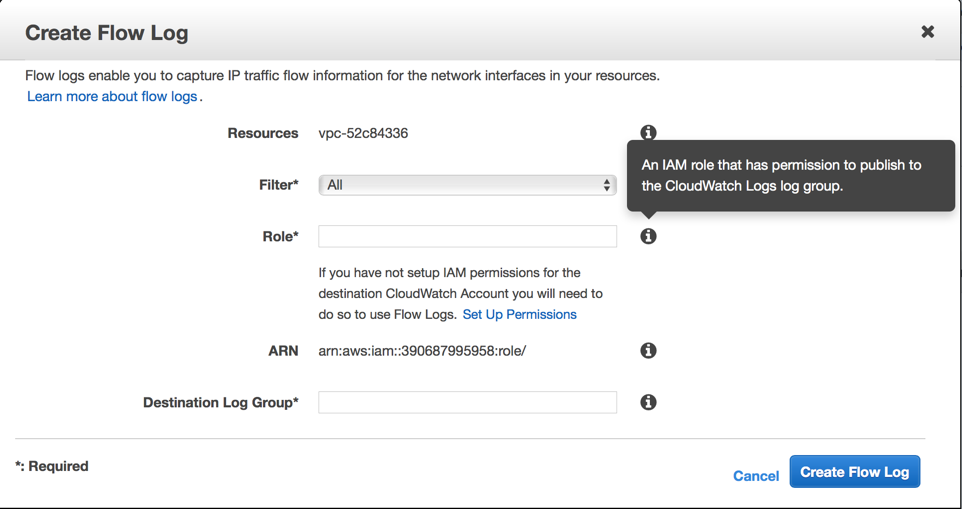 Create Flow Log
Flow logs enable you to capture IP traffic flow information for the network interfaces in your resources.
Learn more about flow logs.
Resources vpc-52c84336
An IAM role that has permission to publish to
the CloudWatch Logs log group.
Filter* All
Role*
If you have not setup IAM permissions for the
destination CloudWatch Account you will need to
do so to use Flow Logs. Set Up Permissions
ARN arn:aws:iam::390687995958:role/
Destination Log Group*
*: Required
Cancel Create Flow Log